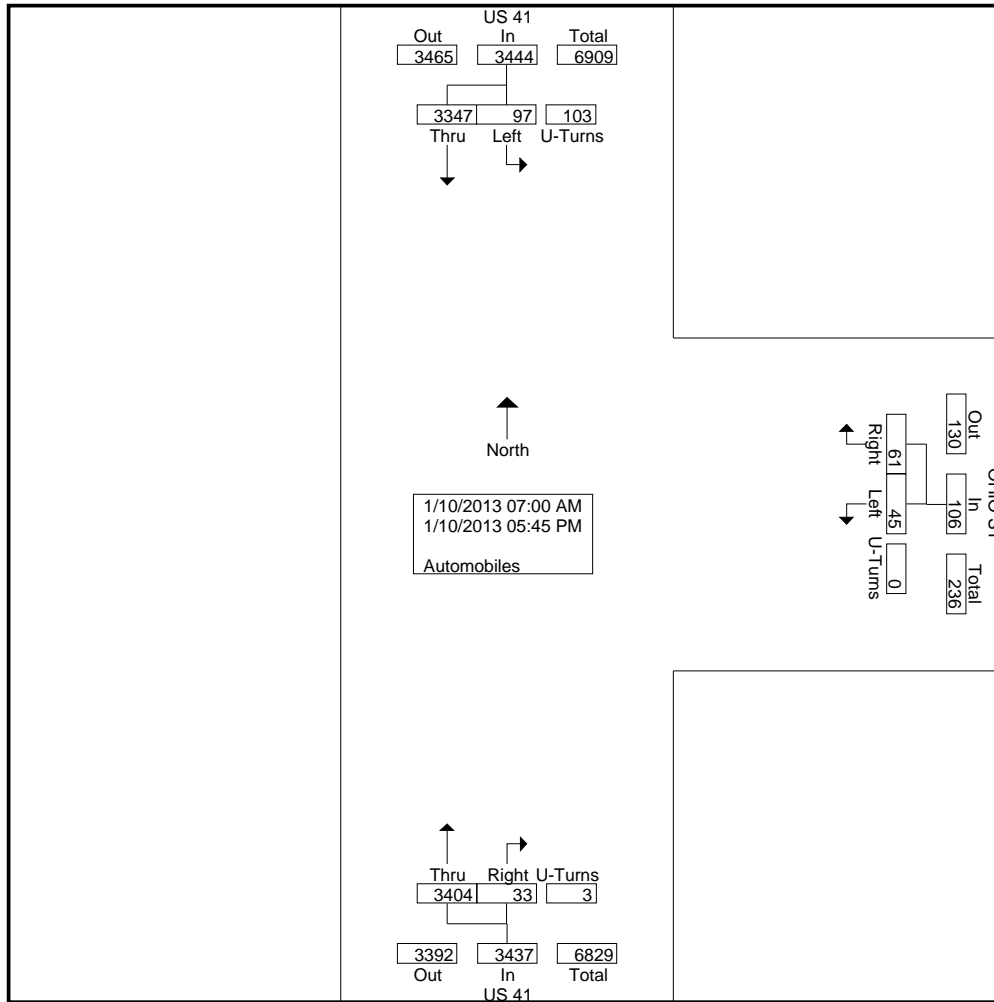 US 41
Out In Total
3465 3444 6909
3347 97 103
Thru Left U-Turns
North
1/10/2013 07:00 AM
1/10/2013 05:45 PM
Automobiles
Out In Total
130 106 236
Right Left U-Turns
61 45 0
Thru Right U-Turns
3404 33 3
3392 3437 6829
Out In Total
US 41